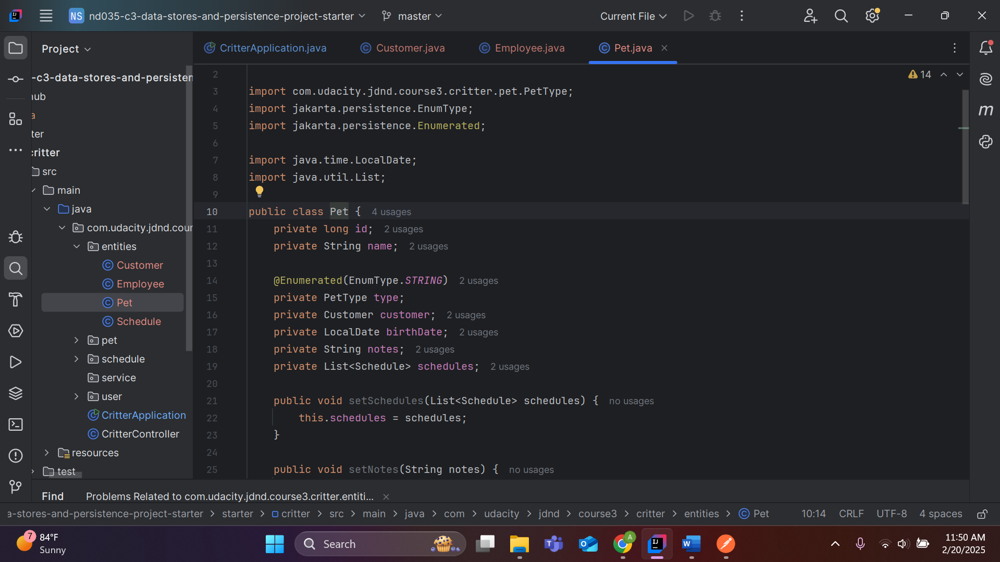 NS nd035-c3-data-stores-and-persistence-project-starter master Current File
Project
CritterApplication.java Customer.java Employee.java Pet.java
-c3-data-stores-and-persisten
hub
a
ter
critter
src
main
java
com.udacity.jdnd.cour
entities
Customer
Employee
Pet
Schedule
pet
schedule
service
user
CritterApplication
CritterController
resources
test
14
2
3 import com.udacity.jdnd.course3.critter.pet.PetType;
4 import jakarta.persistence.EnumType;
5 import jakarta.persistence.Enumerated;
6
7 import java.time.LocalDate;
8 import java.util.List;
9
10 public class Pet { 4 usages
11 private long id; 2 usages
12 private String name; 2 usages
13
14 @Enumerated(EnumType.STRING) 2 usages
15 private PetType type;
16 private Customer customer; 2 usages
17 private LocalDate birthDate; 2 usages
18 private String notes; 2 usages
19 private List<Schedule> schedules; 2 usages
20
21 public void setSchedules(List<Schedule> schedules) { no usages
22 this.schedules = schedules;
23 }
24
25 public void setNotes(String notes) { no usages
m
Find Problems Related to com.udacity.jdnd.course3.critter.entiti...
a-stores-and-persistence-project-starter > starter > critter > src > main > java > com > udacity > jdnd > course3 > critter > entities > Pet 10:14 CRLF UTF-8 4 spaces
7 84°F
Sunny
Search
A
11:50 AM
2/20/2025